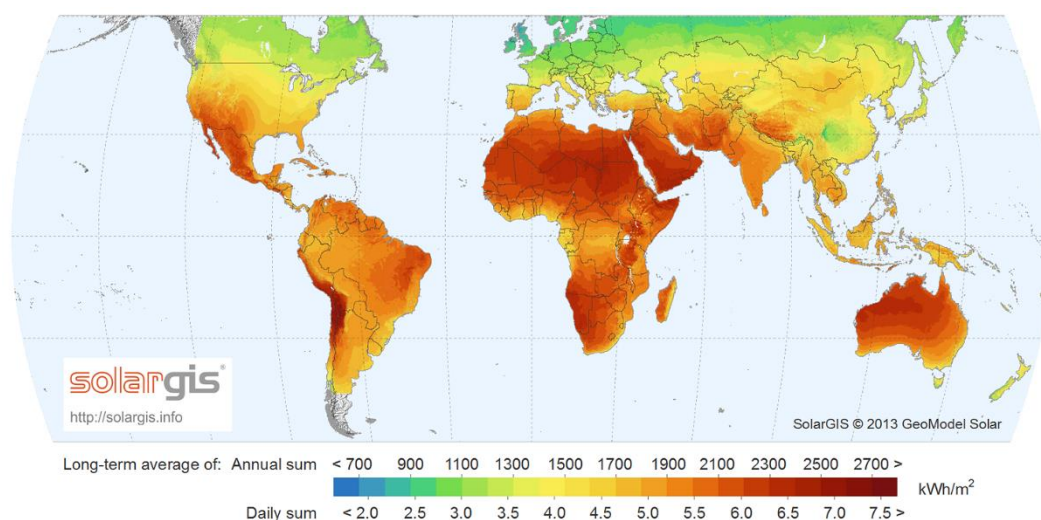 solargis®
http://solargis.info
SolarGIS © 2013 GeoModel Solar
Long-term average of: Annual sum < 700 900 1100 1300 1500 1700 1900 2100 2300 2500 2700 > kWh/m²
Daily sum < 2.0 2.5 3.0 3.5 4.0 4.5 5.0 5.5 6.0 6.5 7.0 7.5 >